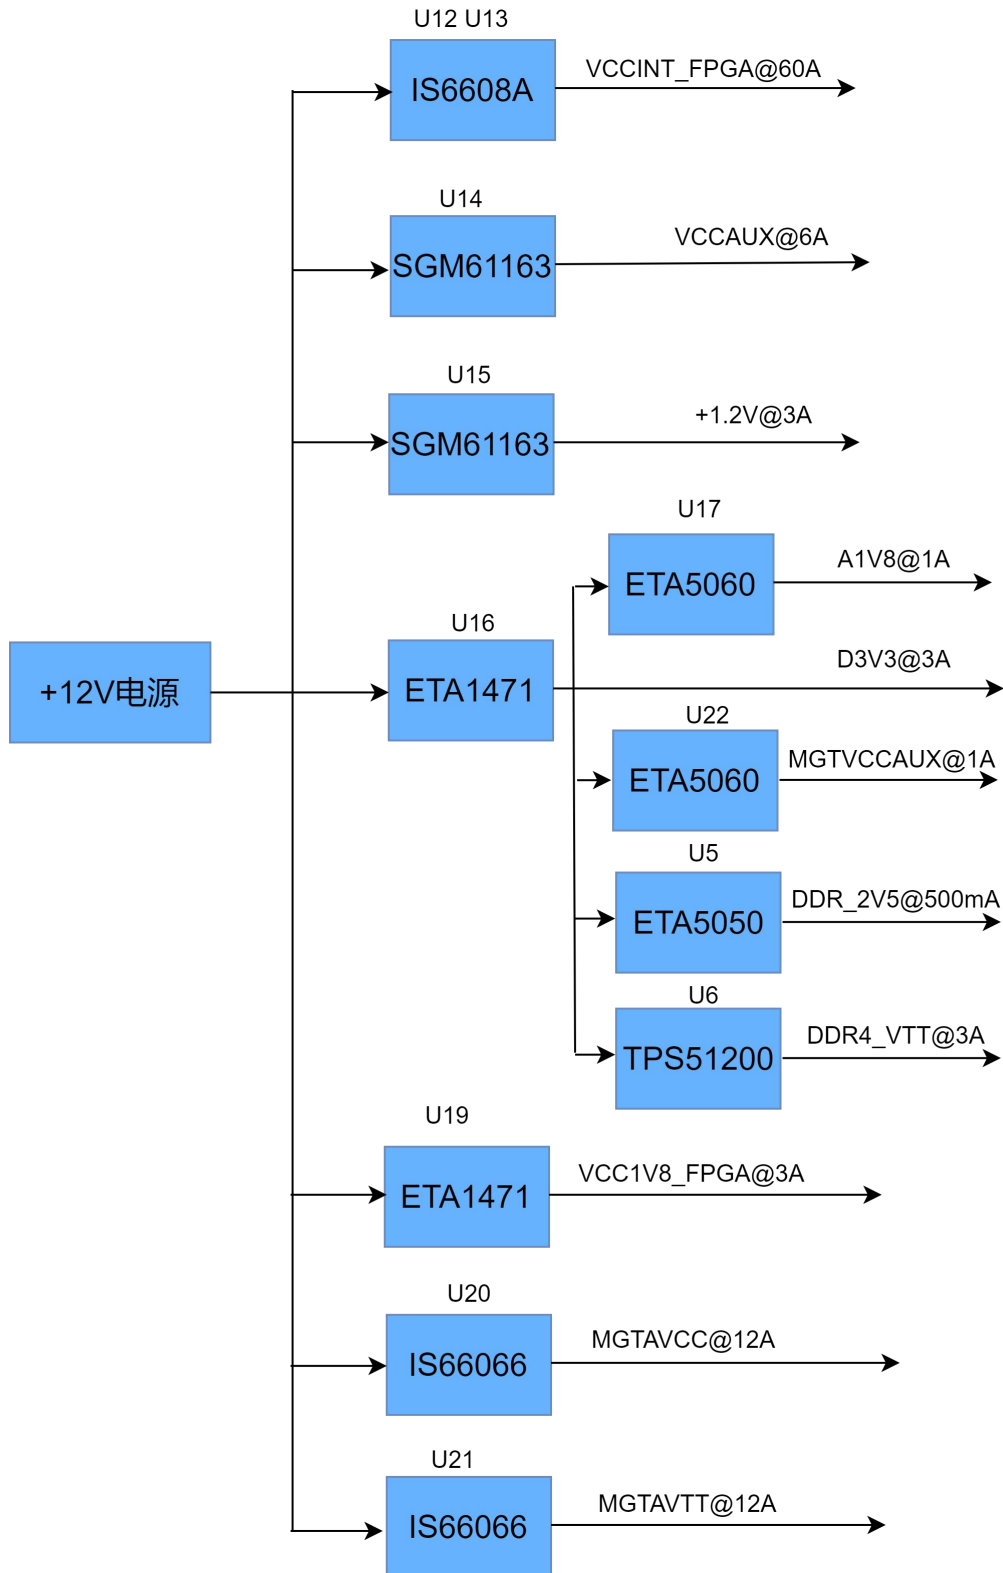 U12 U13
IS6608A
VCCINT_FPGA@60A
U14
SGM61163
VCCAUX@6A
U15
SGM61163
+1.2V@3A
U17
ETA5060
A1V8@1A
U16
ETA1471
D3V3@3A
+12V电源
U22
ETA5060
MGTVCCAUX@1A
U5
ETA5050
DDR_2V5@500mA
U6
TPS51200
DDR4_VTT@3A
U19
ETA1471
VCC1V8_FPGA@3A
U20
IS66066
MGTAVCC@12A
U21
IS66066
MGTAVTT@12A